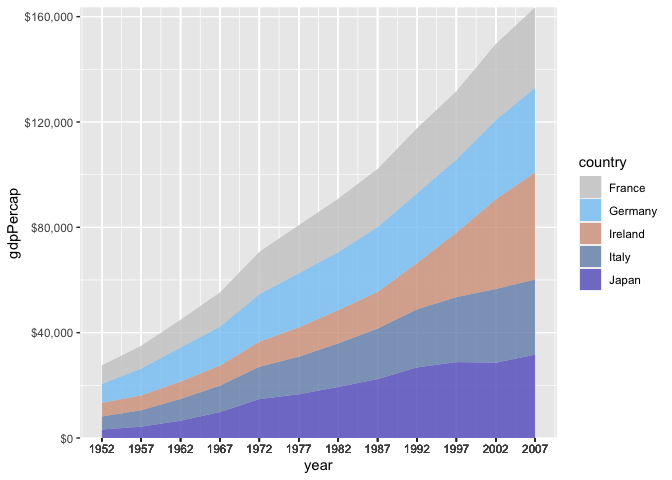 $160,000
$120,000
$80,000
$40,000
$0
gdpPercap
1952 1957 1962 1967 1972 1977 1982 1987 1992 1997 2002 2007
year
country
France
Germany
Ireland
Italy
Japan